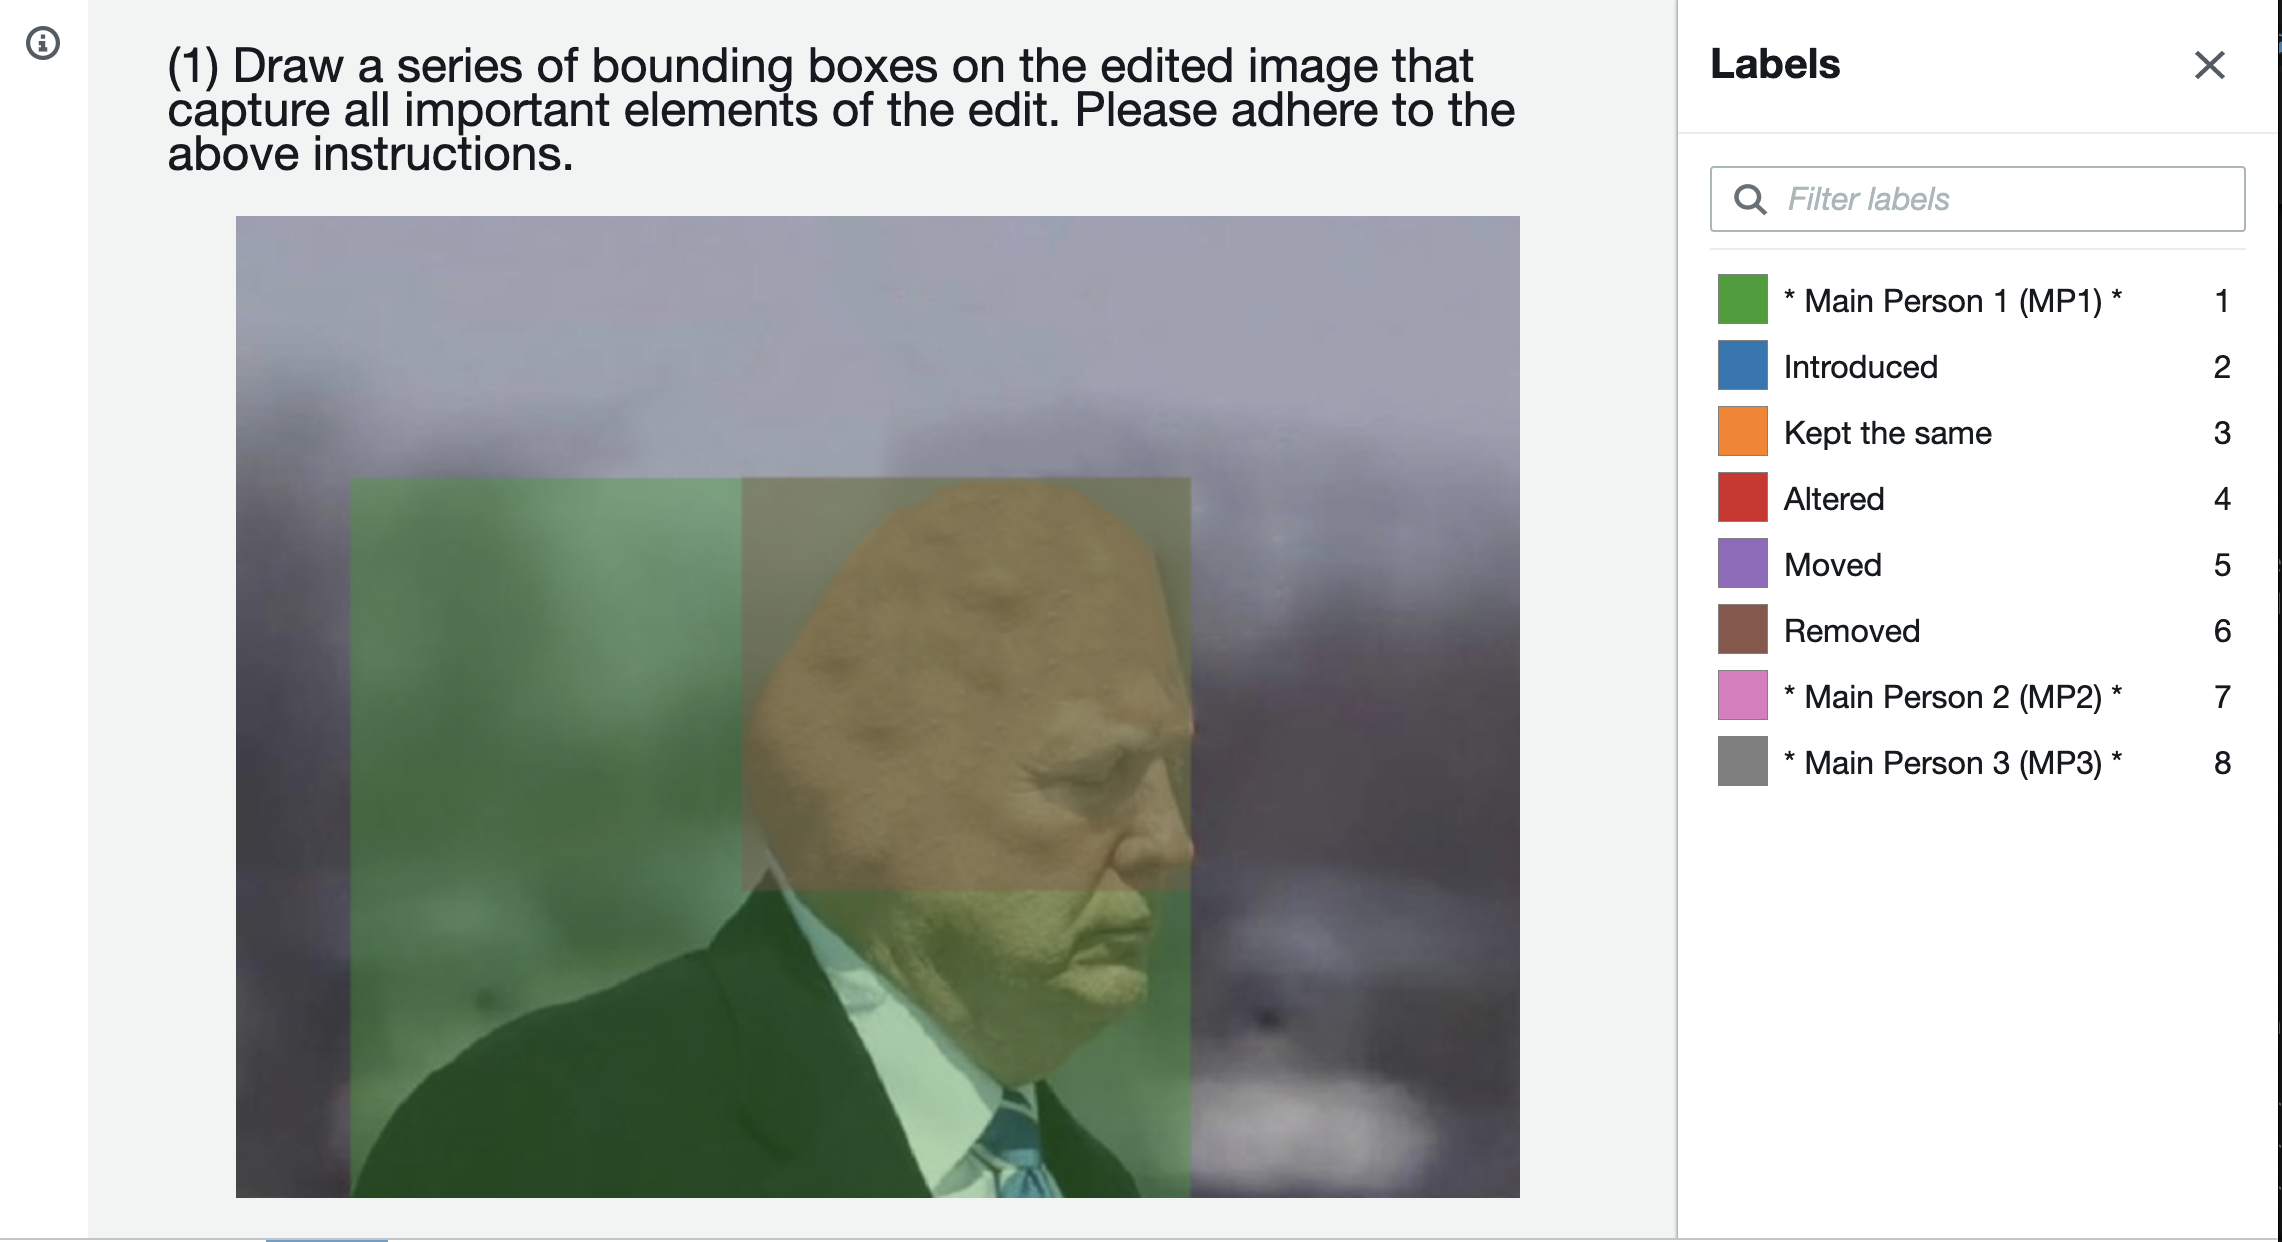 (1) Draw a series of bounding boxes on the edited image that
capture all important elements of the edit. Please adhere to the
above instructions.
Labels
Filter labels
* Main Person 1 (MP1) * 1
Introduced 2
Kept the same 3
Altered 4
Moved 5
Removed 6
* Main Person 2 (MP2) * 7
* Main Person 3 (MP3) * 8